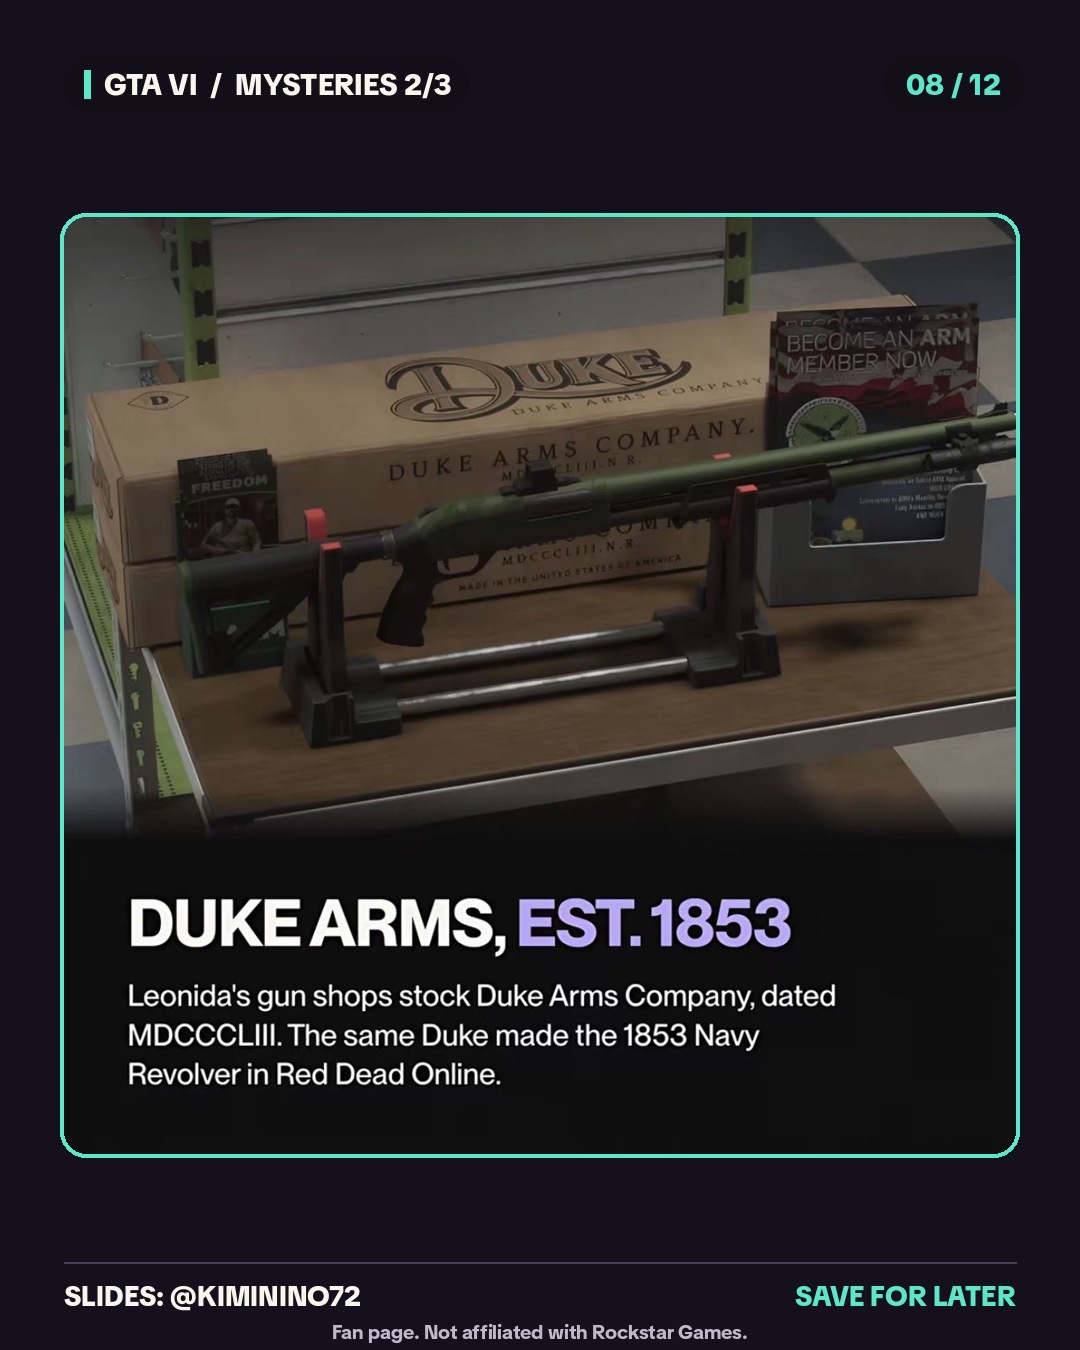 GTA VI / MYSTERIES 2/3
08 / 12
BECOME AN ARM
BECOME AN ARM
MEMBER NOW
D
DUKE
DUKE ARMS COMPANY
DUKE ARMS COMPANY.
FREEDOM
MDCCCLIII.N.R.
MADE IN THE UNITED STATES OF AMERICA
DUKE ARMS, EST. 1853
Leonida's gun shops stock Duke Arms Company, dated
MDCCCLIII. The same Duke made the 1853 Navy
Revolver in Red Dead Online.
SLIDES: @KIMININO72
SAVE FOR LATER
Fan page. Not affiliated with Rockstar Games.